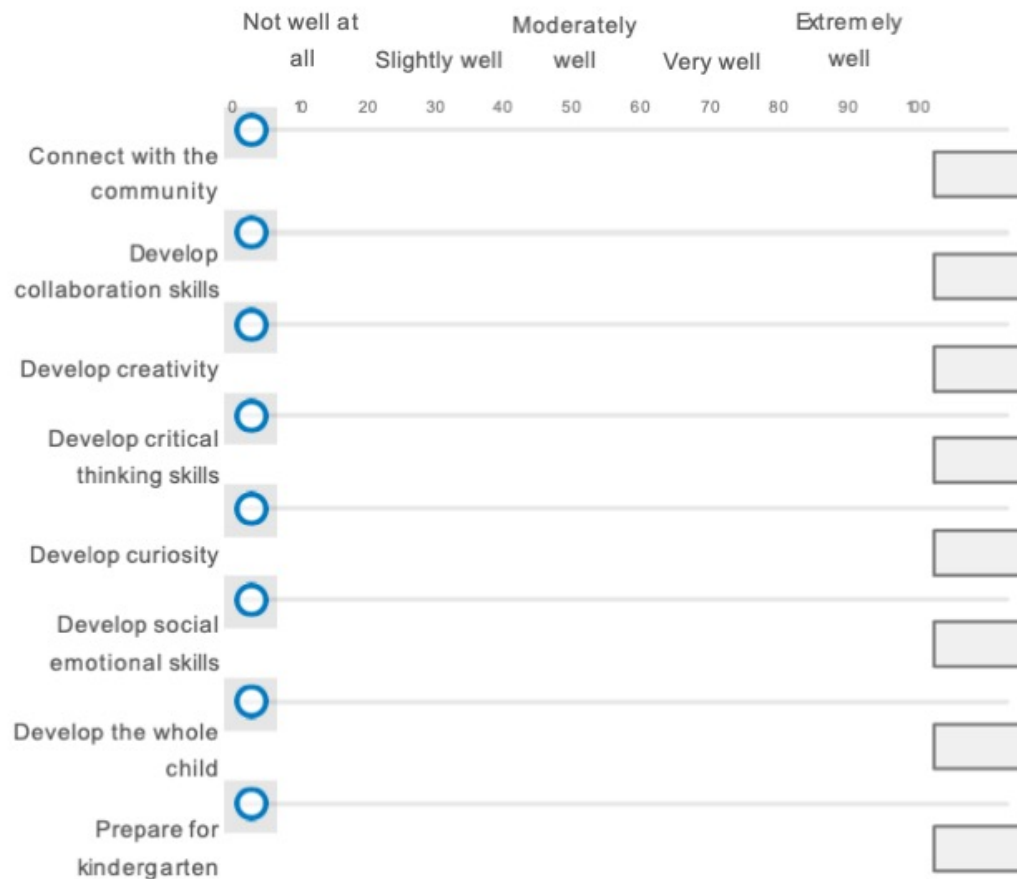 Not well at all
Slightly well
Moderately well
Very well
Extremely well
0 10 20 30 40 50 60 70 80 90 100
Connect with the
community
Develop
collaboration skills
Develop creativity
Develop critical
thinking skills
Develop curiosity
Develop social
emotional skills
Develop the whole
child
Prepare for
kindergarten